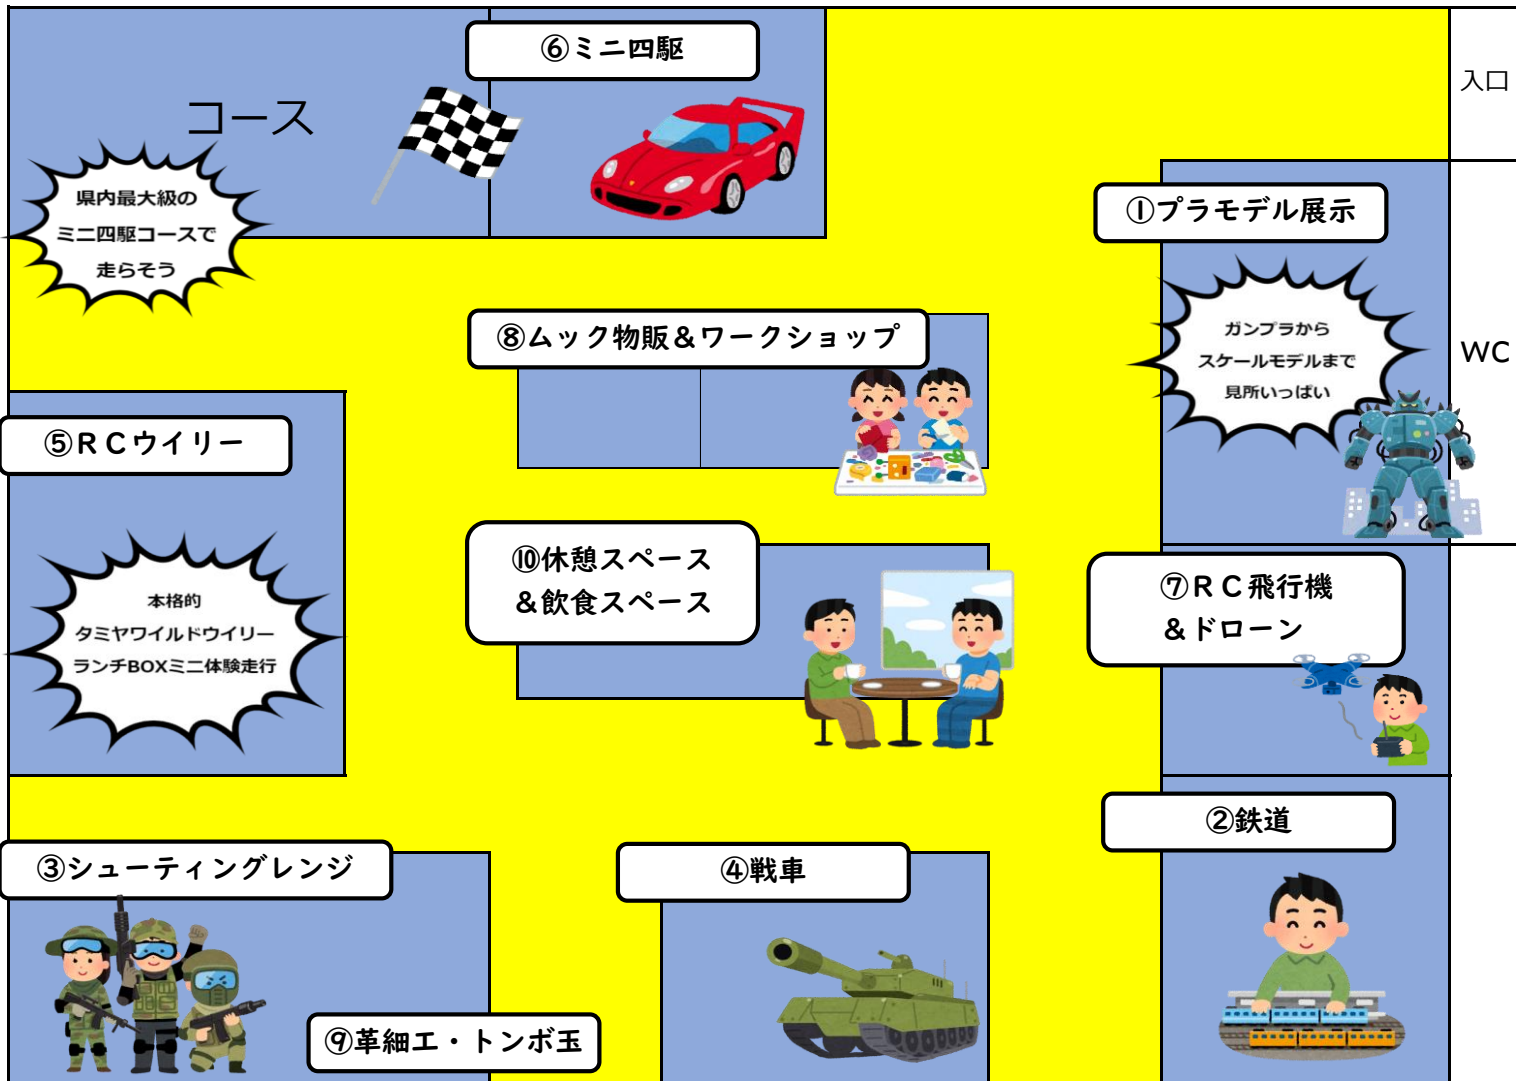 ⑥ミニ四駆
入口
コース
県内最大級の
ミニ四駆コースで
走らそう
①プラモデル展示
ガンプラから
スケールモデルまで
見所いっぱい
WC
⑧ムック物販&ワークショップ
⑤RCウイリー
本格的
タミヤワイルドウイリー
ランチBOXミニ体験走行
⑩休憩スペース
&飲食スペース
⑦RC飛行機
&ドローン
②鉄道
③シューティングレンジ
④戦車
⑨革細工・トンボ玉